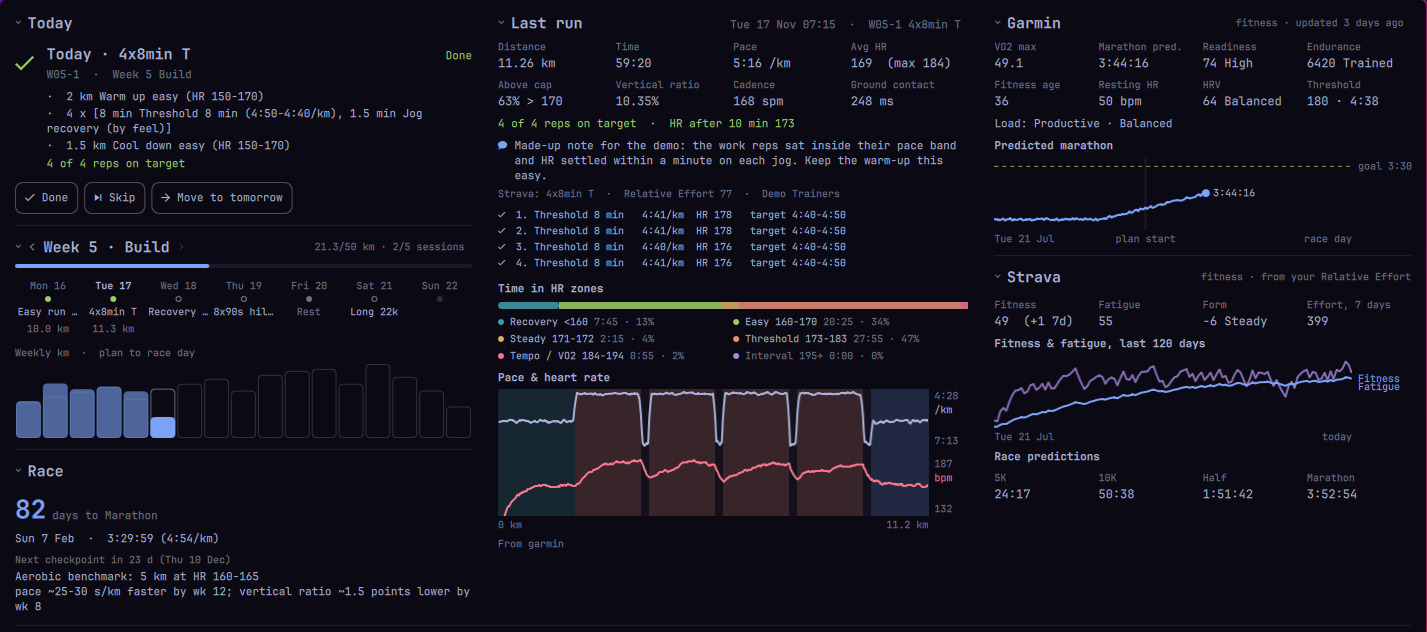 Today
Today · 4x8min T
Done
W05-1 · Week 5 Build
· 2 km Warm up easy (HR 150-170)
· 4 x [8 min Threshold 8 min (4:50-4:40/km), 1.5 min Jog
recovery (by feel)]
· 1.5 km Cool down easy (HR 150-170)
4 of 4 reps on target
Done
Skip
Move to tomorrow
Week 5 · Build
21.3/50 km · 2/5 sessions
Mon 16 Tue 17 Wed 18 Thu 19 Fri 20 Sat 21 Sun 22
Easy run … 4x8min T Recovery … 8x90s hil… Rest Long 22k
10.0 km 11.3 km
Weekly km · plan to race day
Race
82 days to Marathon
Sun 7 Feb · 3:29:59 (4:54/km)
Next checkpoint in 23 d (Thu 10 Dec)
Aerobic benchmark: 5 km at HR 160-165
pace ~25-30 s/km faster by wk 12; vertical ratio ~1.5 points lower by
wk 8
Last run
Tue 17 Nov 07:15 · W05-1 4x8min T
Distance Time Pace Avg HR
11.26 km 59:20 5:16 /km 169 (max 184)
Above cap Vertical ratio Cadence Ground contact
63% > 170 10.35% 168 spm 248 ms
4 of 4 reps on target · HR after 10 min 173
Made-up note for the demo: the work reps sat inside their pace band
and HR settled within a minute on each jog. Keep the warm-up this
easy.
Strava: 4x8min T · Relative Effort 77 · Demo Trainers
1. Threshold 8 min 4:41/km HR 178 target 4:40-4:50
2. Threshold 8 min 4:41/km HR 178 target 4:40-4:50
3. Threshold 8 min 4:40/km HR 176 target 4:40-4:50
4. Threshold 8 min 4:41/km HR 176 target 4:40-4:50
Time in HR zones
Recovery <160 7:45 · 13%
Easy 160-170 20:25 · 34%
Steady 171-172 2:15 · 4%
Threshold 173-183 27:55 · 47%
Tempo / VO2 184-194 0:55 · 2%
Interval 195+ 0:00 · 0%
Pace & heart rate
4:28
/km
7:13
187
bpm
132
0 km
11.2 km
From garmin
Garmin
fitness · updated 3 days ago
VO2 max Marathon pred. Readiness Endurance
49.1 3:44:16 74 High 6420 Trained
Fitness age Resting HR HRV Threshold
36 50 bpm 64 Balanced 180 · 4:38
Load: Productive · Balanced
Predicted marathon
goal 3:30
3:44:16
Tue 21 Jul plan start race day
Strava
fitness · from your Relative Effort
Fitness Fatigue Form Effort, 7 days
49 (+1 7d) 55 -6 Steady 399
Fitness & fatigue, last 120 days
Fitness
Fatigue
Tue 21 Jul today
Race predictions
5K 10K Half Marathon
24:17 50:38 1:51:42 3:52:54